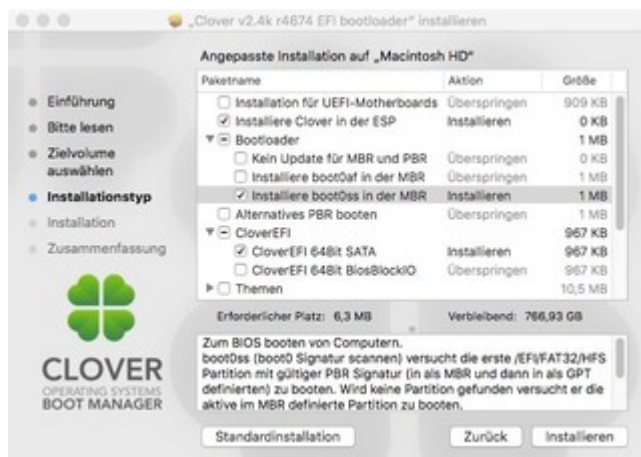 „Clover v2.4k r4674 EFI bootloader“ installieren
Angepasste Installation auf „Macintosh HD“
Paketname Aktion Größe
Installation für UEFI-Motherboards Überspringen 909 KB
Installiere Clover in der ESP Installieren 0 KB
Bootloader 1 MB
Kein Update für MBR und PBR Überspringen 0 KB
Installiere boot0af in der MBR Überspringen 1 MB
Installiere boot0ss in der MBR Installieren 1 MB
Alternatives PBR booten Überspringen 1 MB
CloverEFI 967 KB
CloverEFI 64Bit SATA Installieren 967 KB
CloverEFI 64Bit BiosBlockIO Überspringen 967 KB
Themen 10,5 MB
Einführung
Bitte lesen
Zielvolume
auswählen
Installationstyp
Installation
Zusammenfassung
CLOVER
OPERATING SYSTEMS
BOOT MANAGER
Erforderlicher Platz: 6,3 MB Verbleibend: 766,93 GB
Zum BIOS booten von Computern.
boot0ss (boot0 Signatur scannen) versucht die erste /EFI/FAT32/HFS
Partition mit gültiger PBR Signatur (in als MBR und dann in als GPT
definierten) zu booten. Wird keine Partition gefunden versucht er die
aktive im MBR definierte Partition zu booten.
Standardinstallation Zurück Installieren